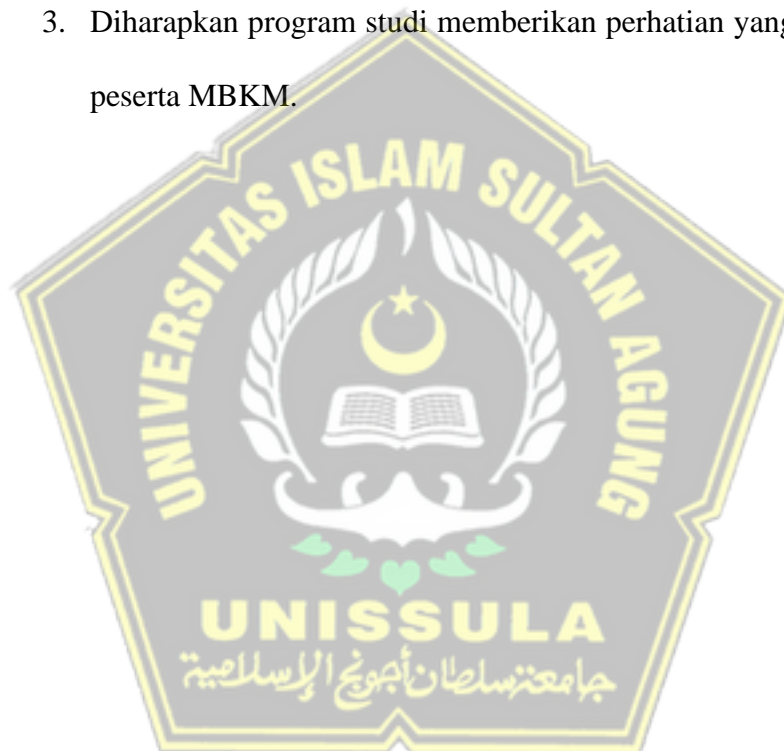 3. Diharapkan program studi memberikan perhatian yang
peserta MBKM.
UNIVERSITAS ISLAM SULTAN AGUNG
UNISSULA
جامعة سلطان أجونج الإسلامية